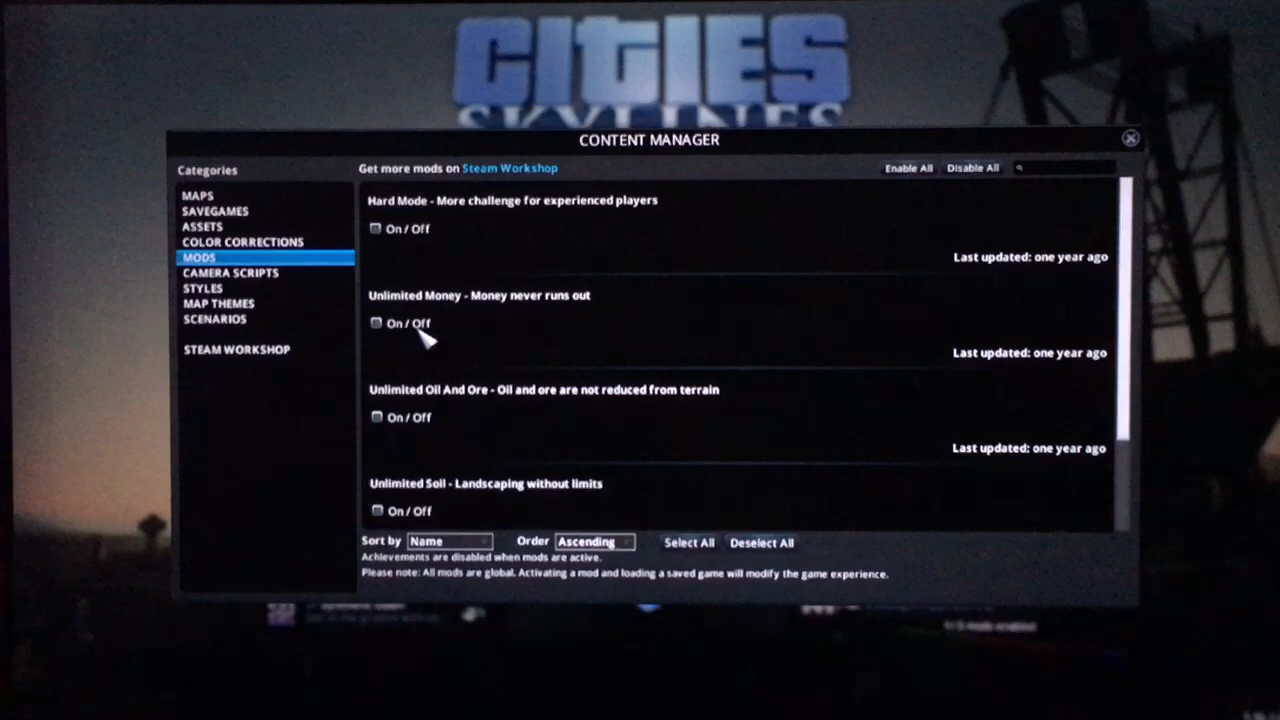 CITIES
SKYLINES
CONTENT MANAGER
Categories
Get more mods on Steam Workshop
Enable All
Disable All
MAPS
SAVEGAMES
ASSETS
COLOR CORRECTIONS
MODS
CAMERA SCRIPTS
STYLES
MAP THEMES
SCENARIOS
STEAM WORKSHOP
Hard Mode - More challenge for experienced players
On / Off
Last updated: one year ago
Unlimited Money - Money never runs out
On / Off
Last updated: one year ago
Unlimited Oil And Ore - Oil and ore are not reduced from terrain
On / Off
Last updated: one year ago
Unlimited Soil - Landscaping without limits
On / Off
Sort by Name Order Ascending Select All Deselect All
Achievements are disabled when mods are active.
Please note: All mods are global. Activating a mod and loading a saved game will modify the game experience.